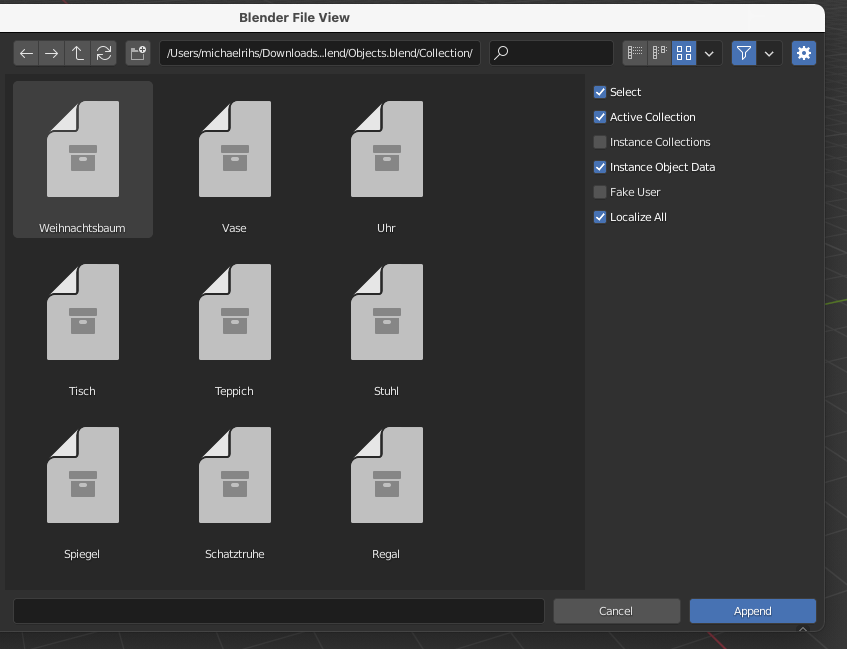 Blender File View
/Users/michaelrihs/Downloads...lend/Objects.blend/Collection/
Select
Active Collection
Instance Collections
Instance Object Data
Fake User
Localize All
Weihnachtsbaum
Vase
Uhr
Tisch
Teppich
Stuhl
Spiegel
Schatztruhe
Regal
Cancel
Append